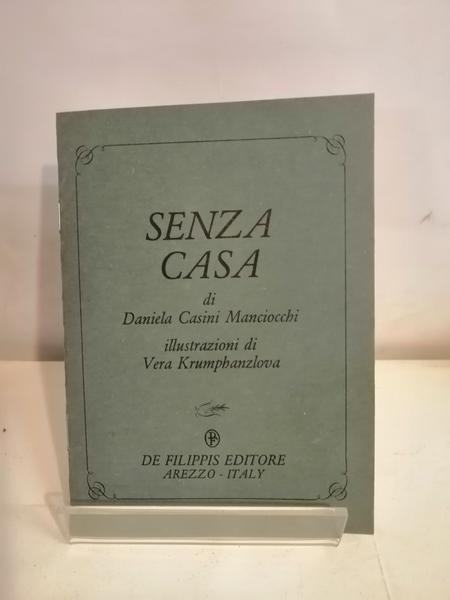 SENZA
CASA
di
Daniela Casini Manciocchi
illustrazioni di
Vera Krumphanzlova
DE FILIPPIS EDITORE
AREZZO - ITALY